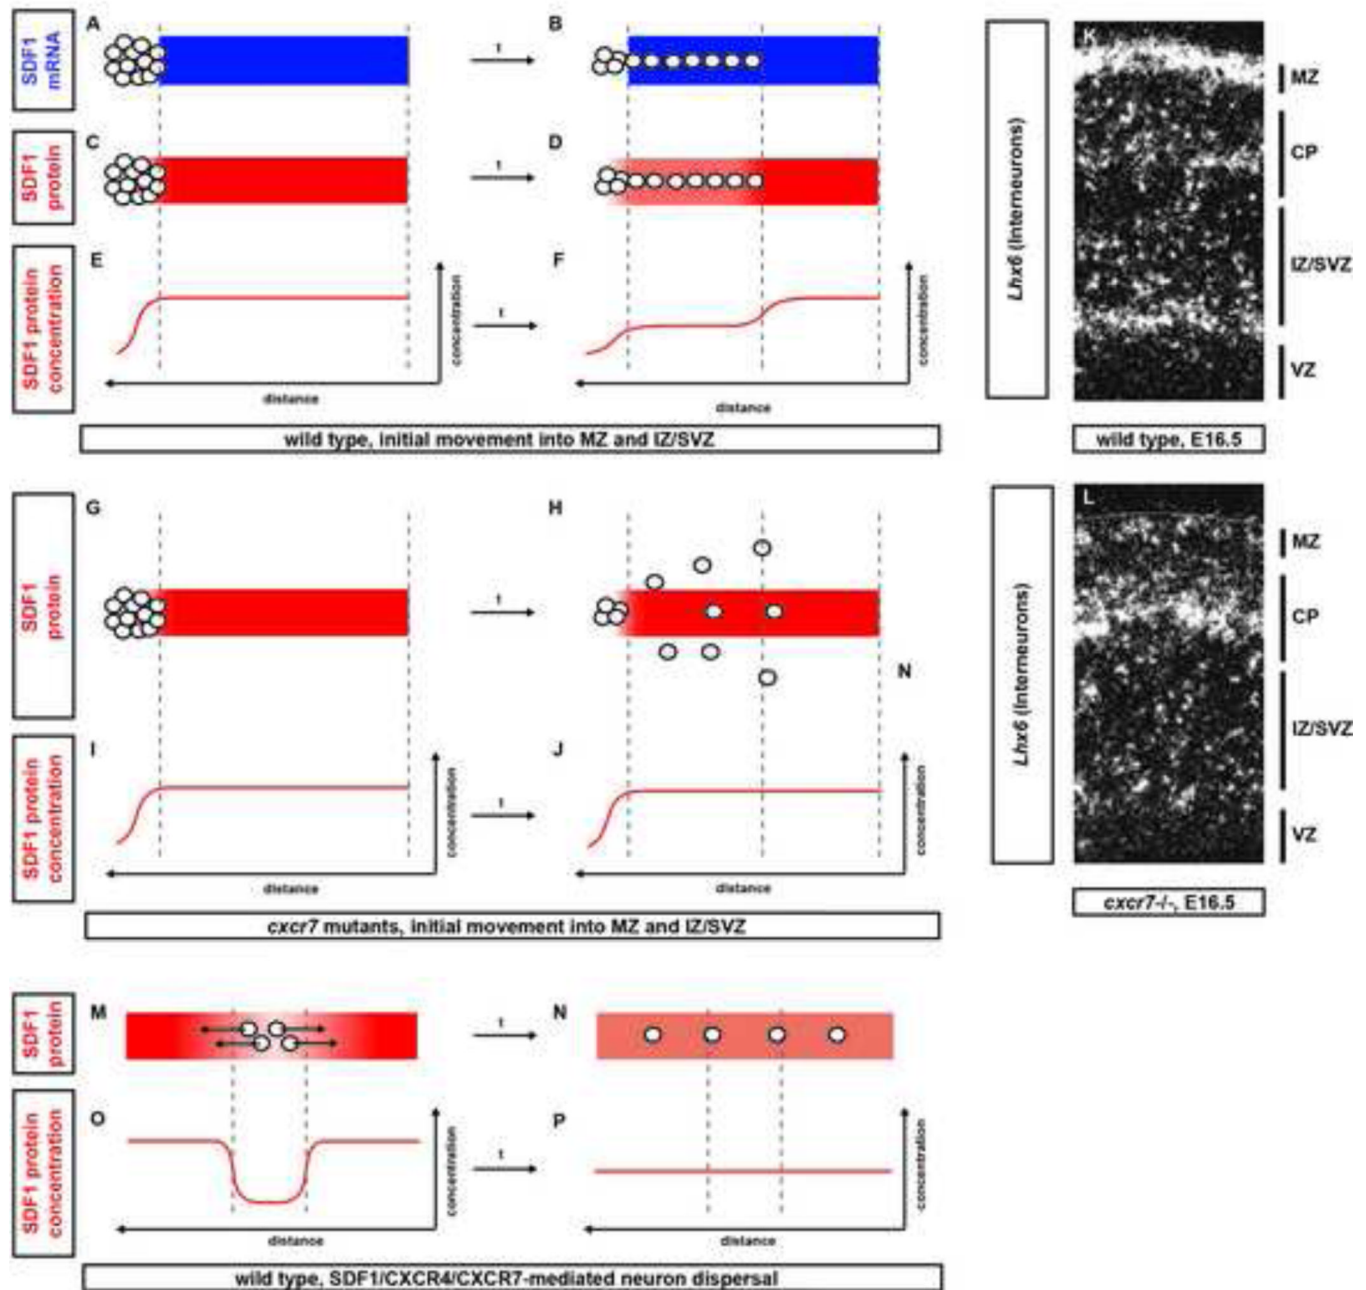 A
B
SDF1
mRNA
t
C
D
SDF1
protein
t
E
F
SDF1 protein
concentration
t
concentration
concentration
distance
distance
wild type, initial movement into MZ and IZ/SVZ
K
Lhx6 (Interneurons)
MZ
CP
IZ/SVZ
VZ
wild type, E16.5
G
H
SDF1
protein
t
N
I
J
SDF1 protein
concentration
t
concentration
concentration
distance
distance
cxcr7 mutants, initial movement into MZ and IZ/SVZ
L
Lhx6 (Interneurons)
MZ
CP
IZ/SVZ
VZ
cxcr7-/-, E16.5
M
N
SDF1
protein
t
O
P
SDF1 protein
concentration
t
concentration
concentration
distance
distance
wild type, SDF1/CXCR4/CXCR7-mediated neuron dispersal